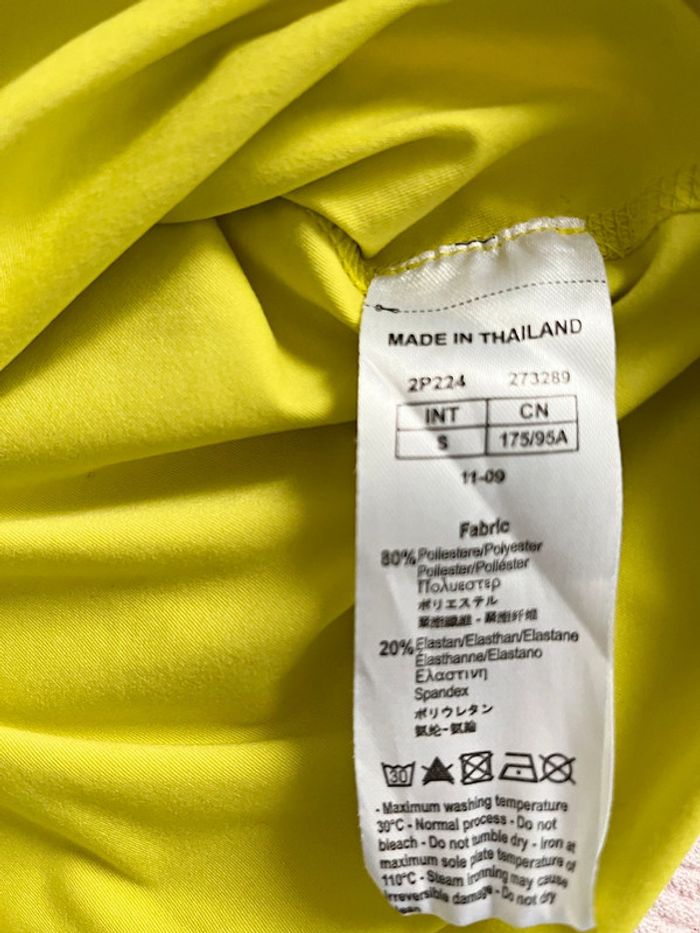 MADE IN THAILAND
2P224 273289
INT CN
S 175/95A
11-09
Fabric
80% Poliestere/Polyester
Poliester/Poliéster
Πολυεστερ
ポリエステル
聚酯纖維 - 聚酯纤维
20% Elastan/Elasthan/Elastane
Élasthanne/Elastano
Ελαστινη
Spandex
ポリウレタン
氨纶-氨綸
30
- Maximum washing temperature
30°C - Normal process - Do not
bleach - Do not tumble dry - Iron at
maximum sole plate temperature of
110°C - Steam ironning may cause
irreversible damage - Do not dry
clean